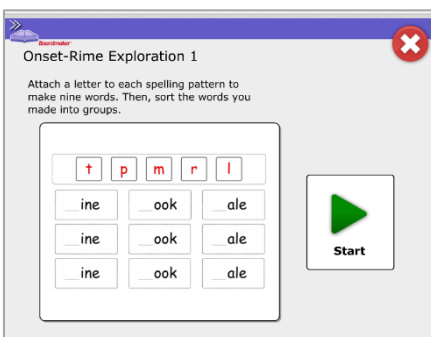 Boardmaker
Onset-Rime Exploration 1
Attach a letter to each spelling pattern to
make nine words. Then, sort the words you
made into groups.
t p m r l
__ine __ook __ale
__ine __ook __ale
__ine __ook __ale
Start